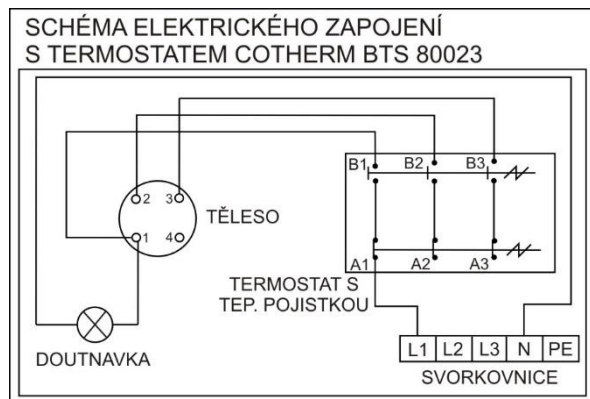 SCHÉMA ELEKTRICKÉHO ZAPOJENÍ
S TERMOSTATEM COTHERM BTS 80023
B1 B2 B3
2 3
TĚLESO
1 4
A1 A2 A3
TERMOSTAT S
TEP. POJISTKOU
L1 L2 L3 N PE
DOUTNAVKA
SVORKOVNICE